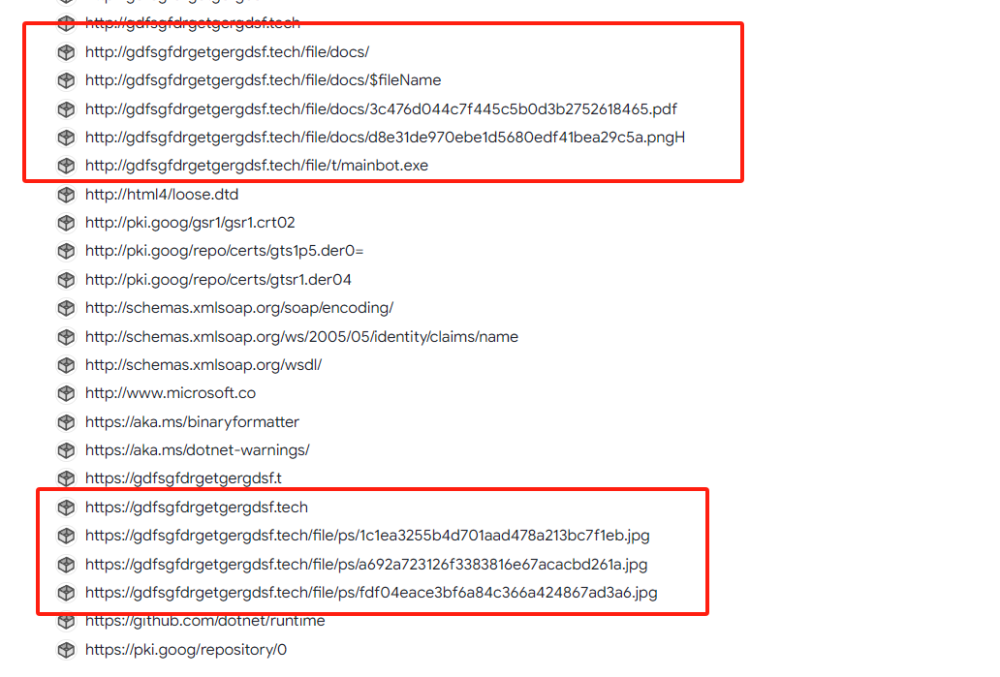 http://gdfsgfdrgetgergdsf.tech
http://gdfsgfdrgetgergdsf.tech/file/docs/
http://gdfsgfdrgetgergdsf.tech/file/docs/$fileName
http://gdfsgfdrgetgergdsf.tech/file/docs/3c476d044c7f445c5b0d3b2752618465.pdf
http://gdfsgfdrgetgergdsf.tech/file/docs/d8e31de970ebe1d5680edf41bea29c5a.pngH
http://gdfsgfdrgetgergdsf.tech/file/t/mainbot.exe
http://html4/loose.dtd
http://pki.goog/gsr1/gsr1.crt02
http://pki.goog/repo/certs/gts1p5.der0=
http://pki.goog/repo/certs/gtsr1.der04
http://schemas.xmlsoap.org/soap/encoding/
http://schemas.xmlsoap.org/ws/2005/05/identity/claims/name
http://schemas.xmlsoap.org/wsdl/
http://www.microsoft.co
https://aka.ms/binaryformatter
https://aka.ms/dotnet-warnings/
https://gdfsgfdrgetgergdsf.t
https://gdfsgfdrgetgergdsf.tech
https://gdfsgfdrgetgergdsf.tech/file/ps/1c1ea3255b4d701aad478a213bc7f1eb.jpg
https://gdfsgfdrgetgergdsf.tech/file/ps/a692a723126f3383816e67acacbd261a.jpg
https://gdfsgfdrgetgergdsf.tech/file/ps/fdf04eace3bf6a84c366a424867ad3a6.jpg
https://github.com/dotnet/runtime
https://pki.goog/repository/0